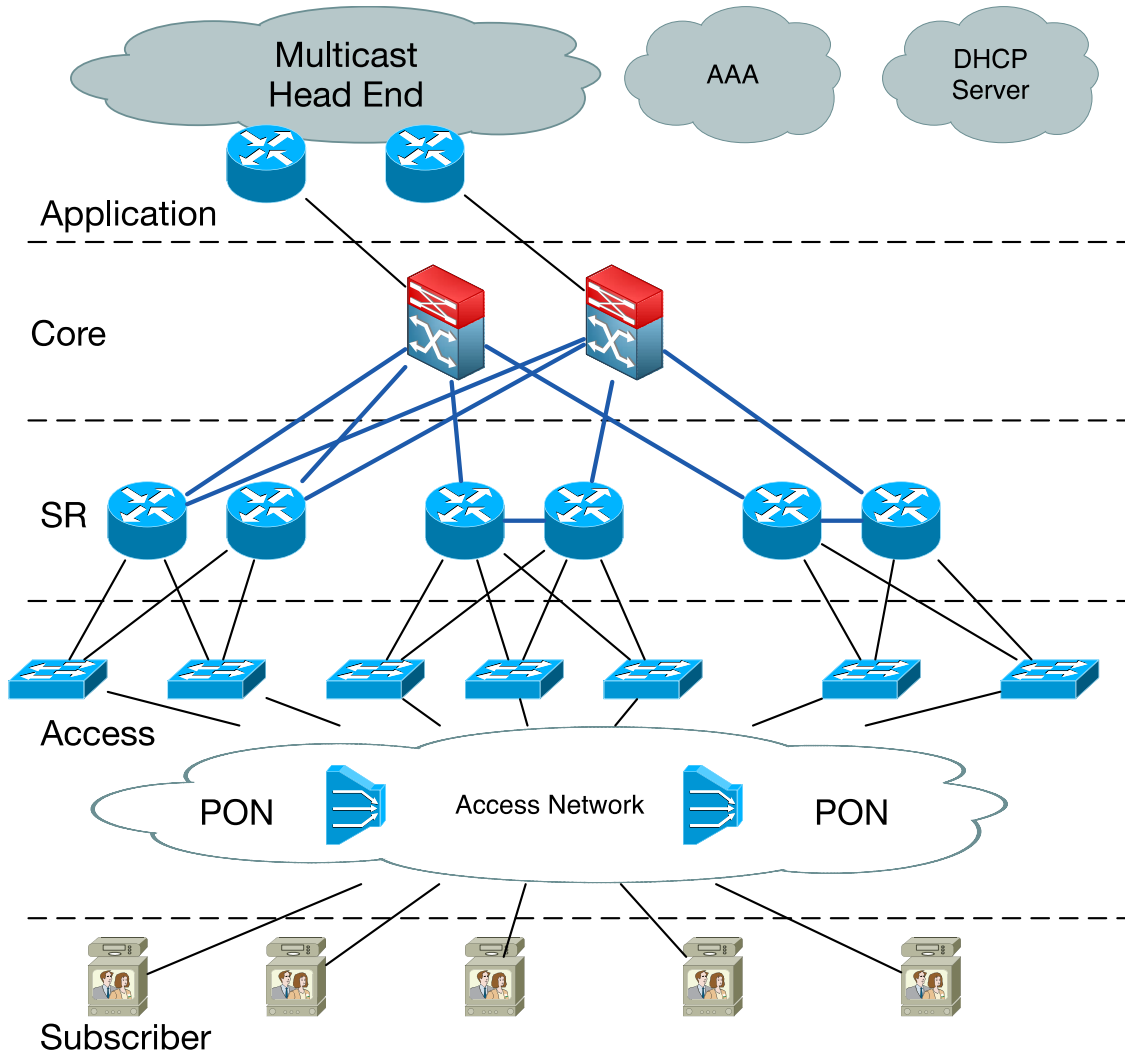 Multicast
Head End
AAA
DHCP
Server
Application
Core
SR
Access
PON
Access Network
PON
Subscriber